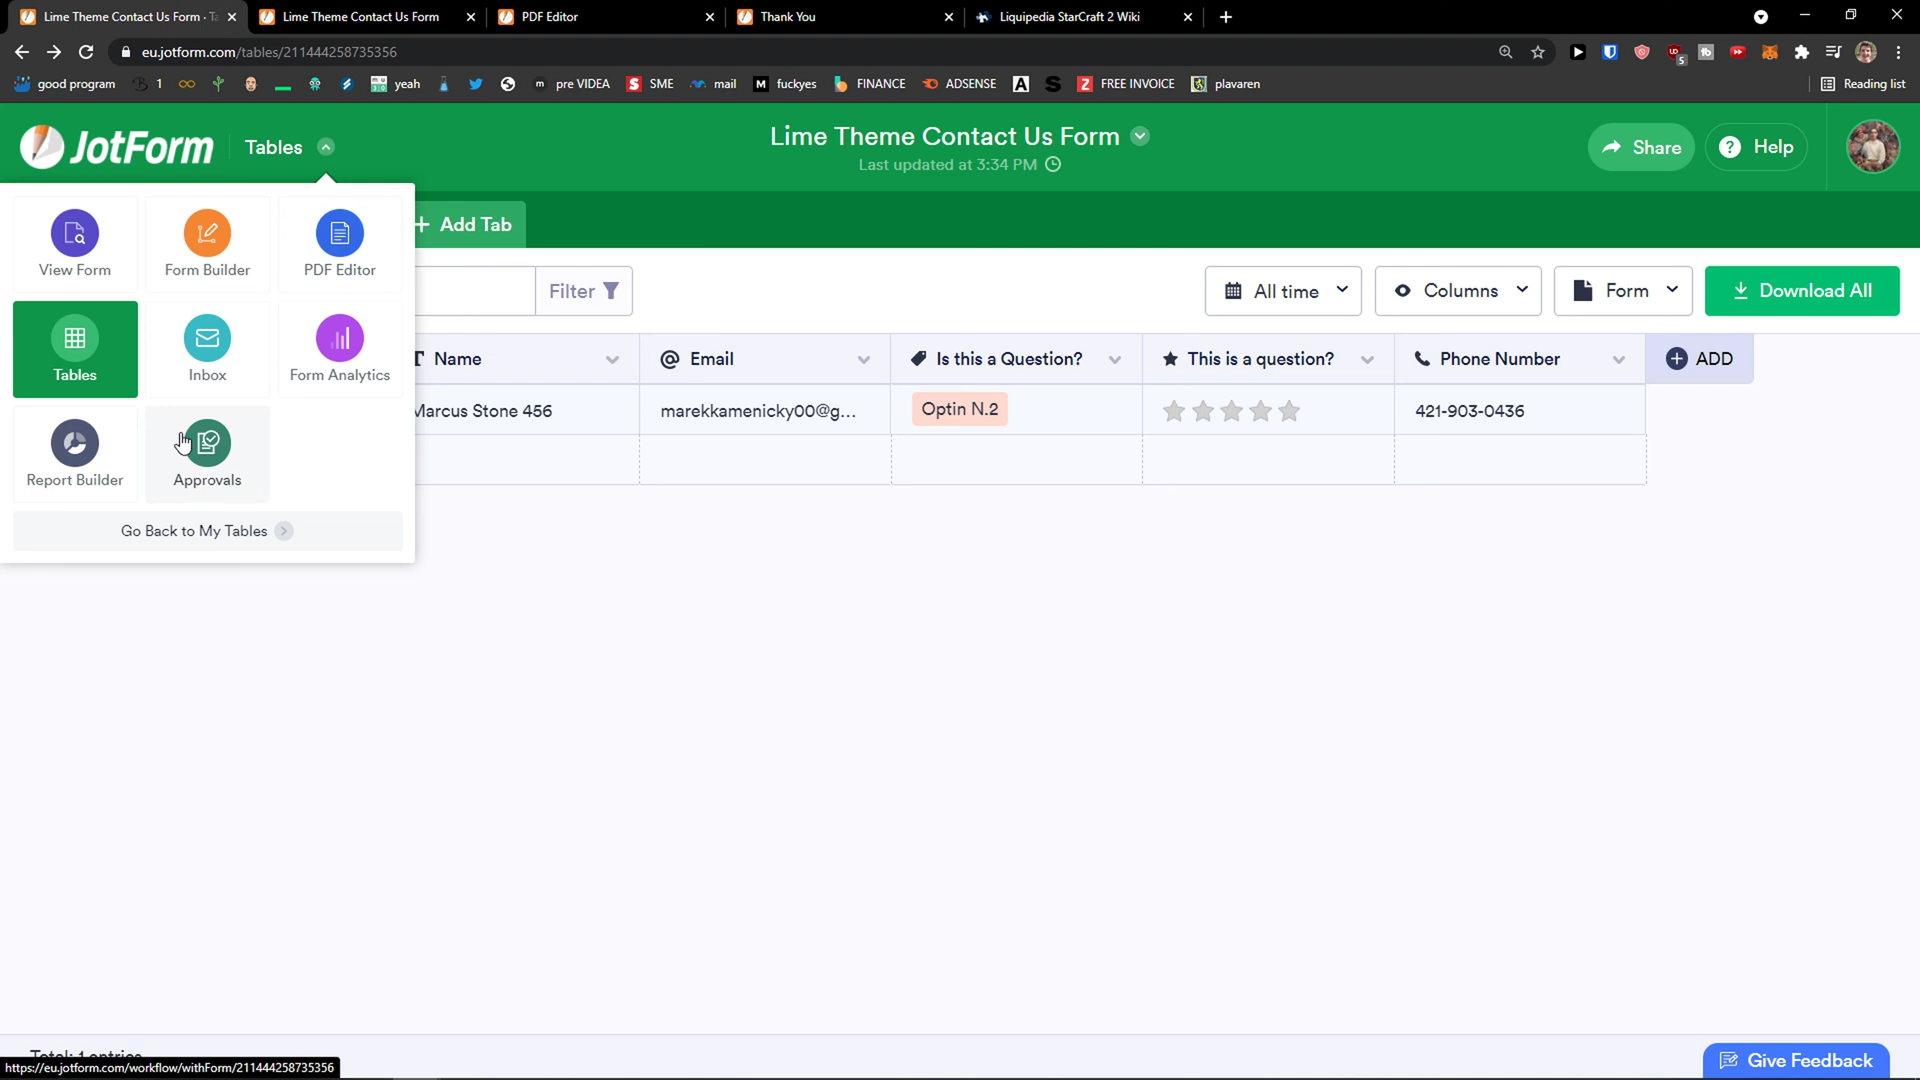 Lime Theme Contact Us Form · Ta
Lime Theme Contact Us Form
PDF Editor
Thank You
Liquipedia StarCraft 2 Wiki
eu.jotform.com/tables/211444258735356
5
good program
1
yeah
pre VIDEA
SME
mail
fuckyes
FINANCE
ADSENSE
FREE INVOICE
plavaren
Reading list
JotForm
Tables
Lime Theme Contact Us Form
Last updated at 3:34 PM
Share
Help
View Form
Form Builder
PDF Editor
Add Tab
Filter
All time
Columns
Form
Download All
Tables
Inbox
Form Analytics
Name
Email
Is this a Question?
This is a question?
Phone Number
ADD
Marcus Stone 456
marekkamenicky00@g...
Optin N.2
421-903-0436
Report Builder
Approvals
Go Back to My Tables
Total: 1 entries
https://eu.jotform.com/workflow/withForm/211444258735356
Give Feedback